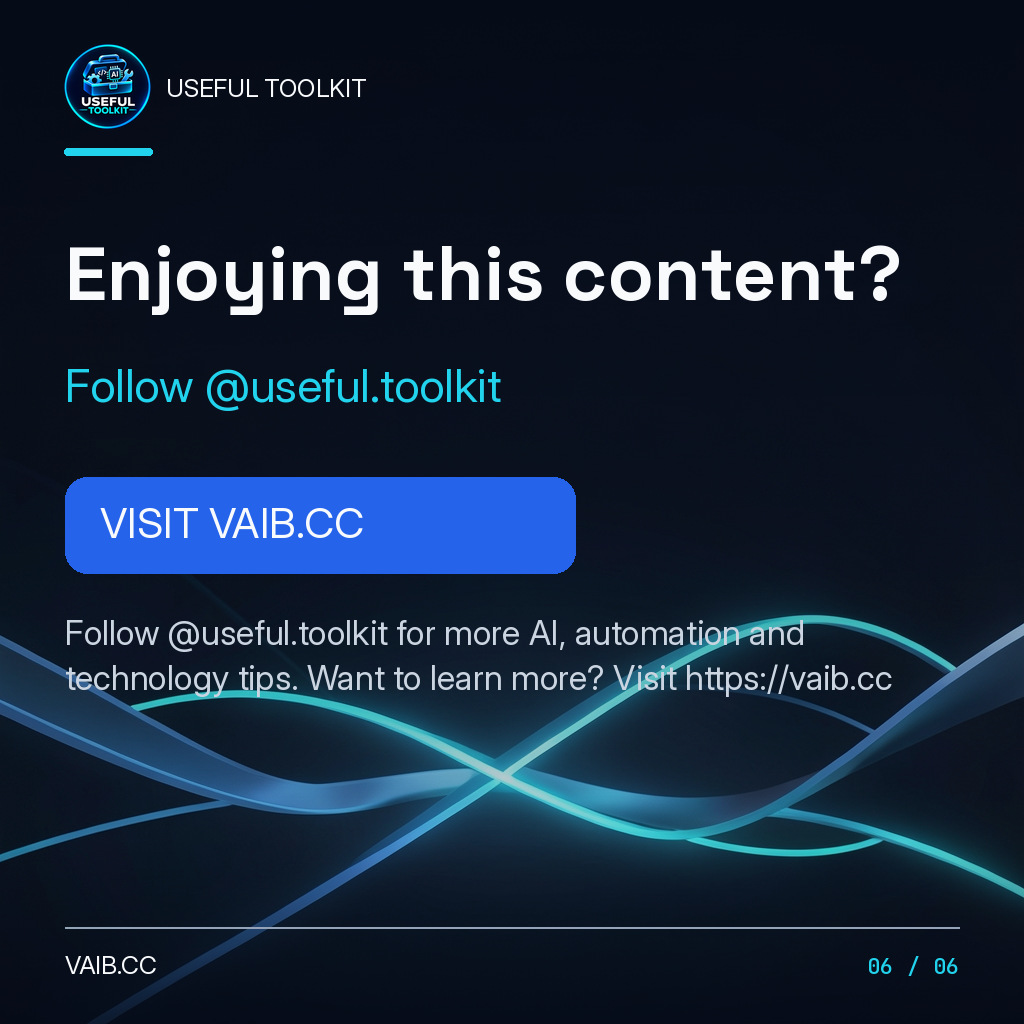 AI
USEFUL
TOOLKIT
USEFUL TOOLKIT
Enjoying this content?
Follow @useful.toolkit
VISIT VAIB.CC
Follow @useful.toolkit for more AI, automation and
technology tips. Want to learn more? Visit https://vaib.cc
VAIB.CC
06 / 06